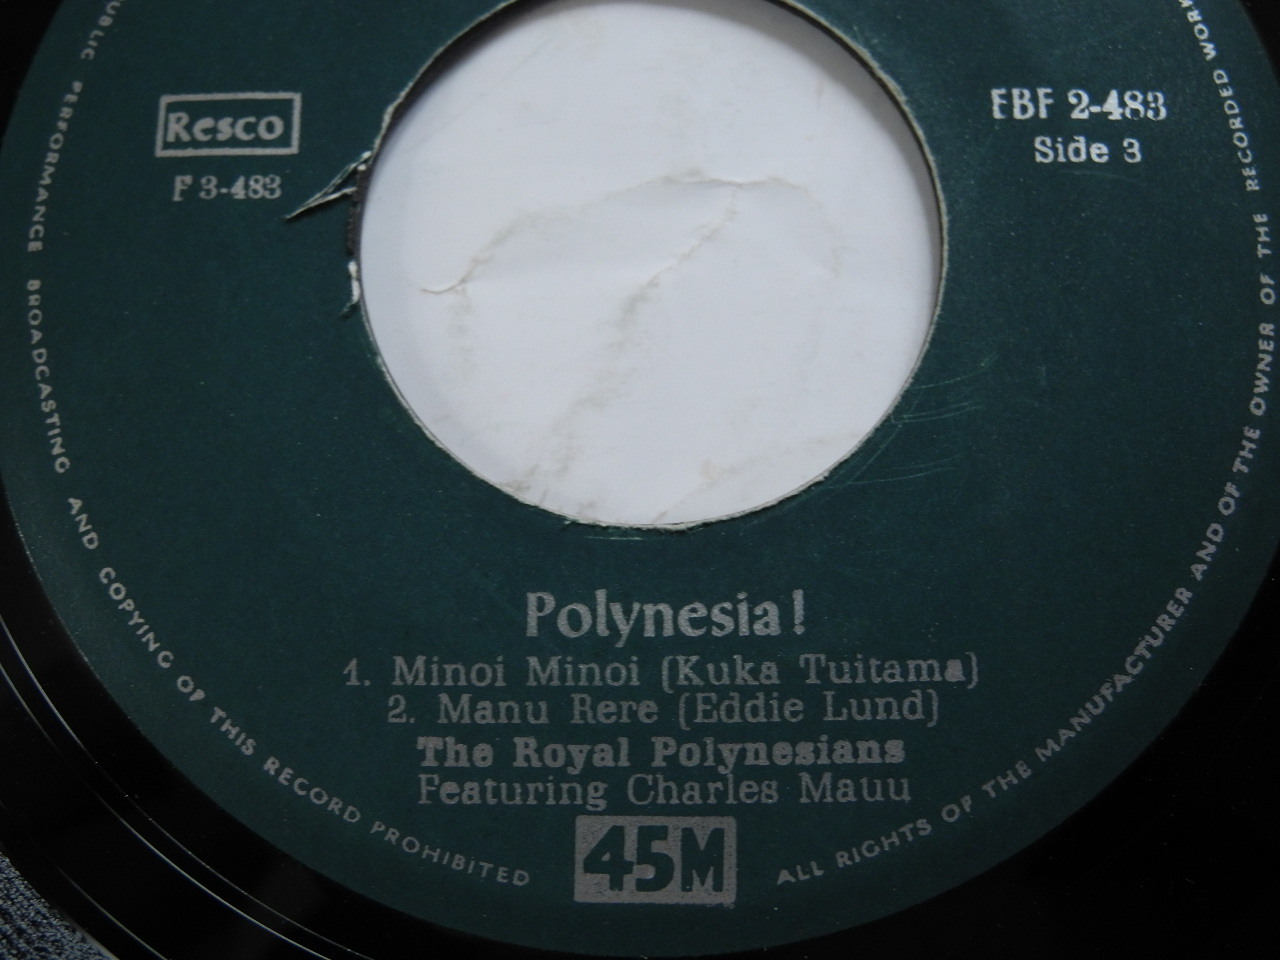 Resco
F 3-483
EBF 2-483
Side 3
Polynesia!
1. Minoi Minoi (Kuka Tuitama)
2. Manu Rere (Eddie Lund)
The Royal Polynesians
Featuring Charles Mauu
45M
PERFORMANCE BROADCASTING AND COPYING OF THIS RECORD PROHIBITED
ALL RIGHTS OF THE MANUFACTURER AND OF THE OWNER OF THE RECORDED WORK